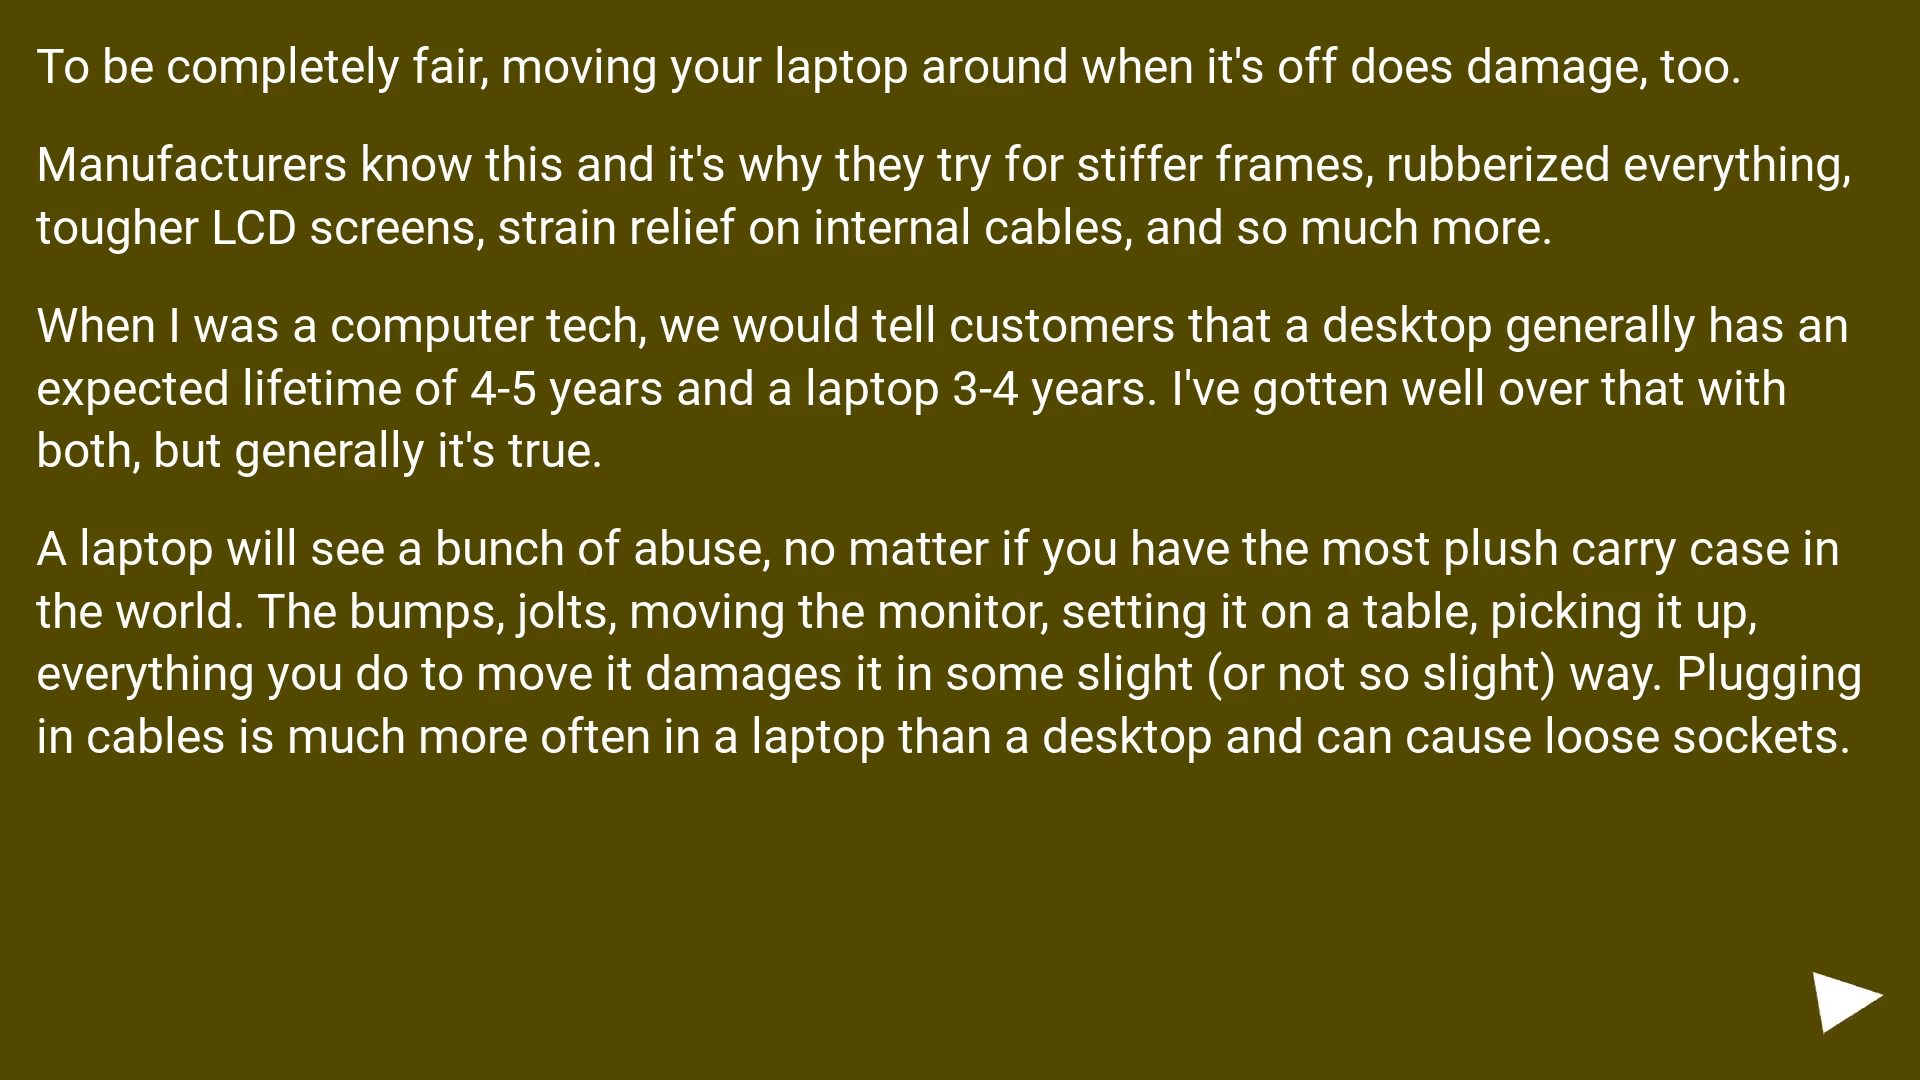 To be completely fair, moving your laptop around when it's off does damage, too.
Manufacturers know this and it's why they try for stiffer frames, rubberized everything,
tougher LCD screens, strain relief on internal cables, and so much more.
When I was a computer tech, we would tell customers that a desktop generally has an
expected lifetime of 4-5 years and a laptop 3-4 years. I've gotten well over that with
both, but generally it's true.
A laptop will see a bunch of abuse, no matter if you have the most plush carry case in
the world. The bumps, jolts, moving the monitor, setting it on a table, picking it up,
everything you do to move it damages it in some slight (or not so slight) way. Plugging
in cables is much more often in a laptop than a desktop and can cause loose sockets.